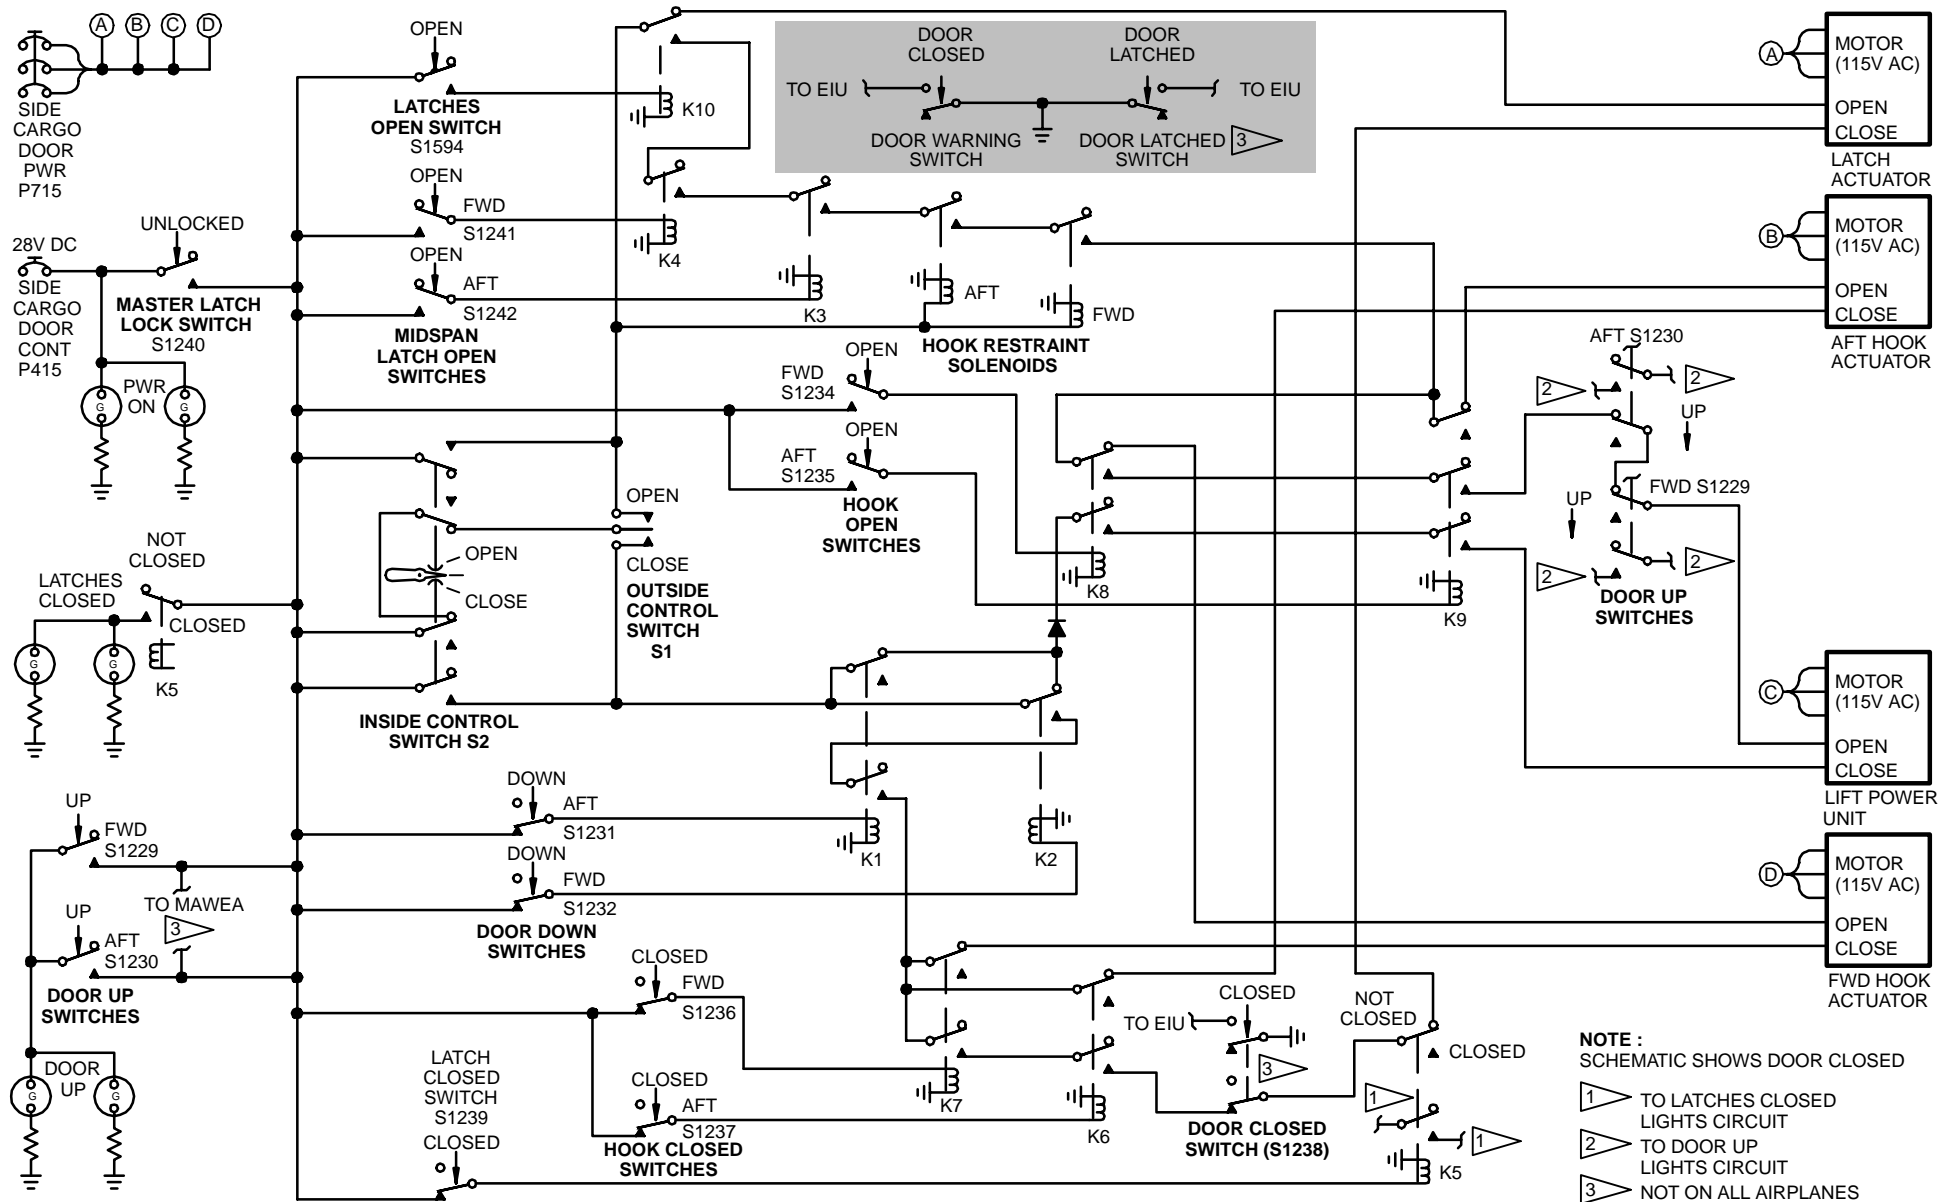 A B C D
SIDE
CARGO
DOOR
PWR
P715
28V DC
SIDE
CARGO
DOOR
CONT
P415
UNLOCKED
MASTER LATCH
LOCK SWITCH
S1240
G
PWR
ON
G
OPEN
LATCHES
OPEN SWITCH
S1594
OPEN
FWD
S1241
OPEN
AFT
S1242
MIDSPAN
LATCH OPEN
SWITCHES
K10
K4
K3
AFT
FWD
HOOK RESTRAINT
SOLENOIDS
DOOR
CLOSED
DOOR
LATCHED
TO EIU
TO EIU
DOOR WARNING
SWITCH
DOOR LATCHED
SWITCH
3
A
MOTOR
(115V AC)
OPEN
CLOSE
LATCH
ACTUATOR
B
MOTOR
(115V AC)
OPEN
CLOSE
AFT HOOK
ACTUATOR
OPEN
FWD
S1234
OPEN
AFT
S1235
HOOK
OPEN
SWITCHES
K8
K9
AFT S1230
2
2
UP
FWD S1229
UP
2
2
DOOR UP
SWITCHES
OPEN
CLOSE
INSIDE CONTROL
SWITCH S2
OPEN
CLOSE
OUTSIDE
CONTROL
SWITCH
S1
NOT
CLOSED
LATCHES
CLOSED
CLOSED
G
G
K5
C
MOTOR
(115V AC)
OPEN
CLOSE
LIFT POWER
UNIT
UP
FWD
S1229
TO MAWEA
3
UP
AFT
S1230
DOOR UP
SWITCHES
G
DOOR
UP
G
DOWN
AFT
S1231
DOWN
FWD
S1232
DOOR DOWN
SWITCHES
K1
K2
D
MOTOR
(115V AC)
OPEN
CLOSE
FWD HOOK
ACTUATOR
CLOSED
FWD
S1236
CLOSED
AFT
S1237
HOOK CLOSED
SWITCHES
LATCH
CLOSED
SWITCH
S1239
CLOSED
K7
K6
CLOSED
TO EIU
3
DOOR CLOSED
SWITCH (S1238)
NOT
CLOSED
CLOSED
1
1
K5
NOTE :
SCHEMATIC SHOWS DOOR CLOSED
1 TO LATCHES CLOSED
LIGHTS CIRCUIT
2 TO DOOR UP
LIGHTS CIRCUIT
3 NOT ON ALL AIRPLANES